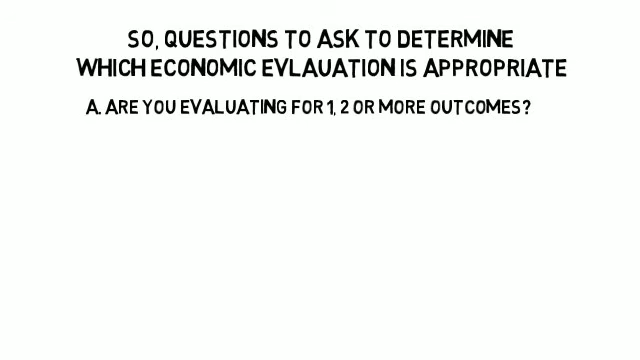 SO, QUESTIONS TO ASK TO DETERMINE
WHICH ECONOMIC EVLAUATION IS APPROPRIATE
A. ARE YOU EVALUATING FOR 1, 2 OR MORE OUTCOMES?